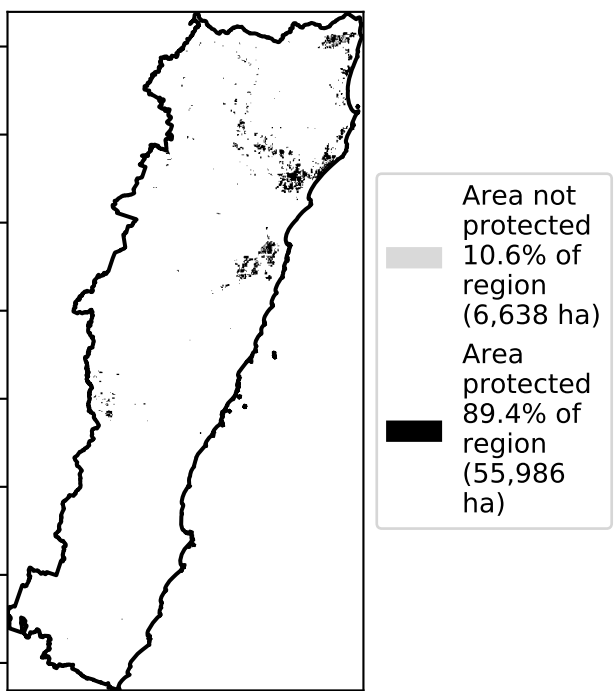 Area not
protected
10.6% of
region
(6,638 ha)
Area
protected
89.4% of
region
(55,986
ha)